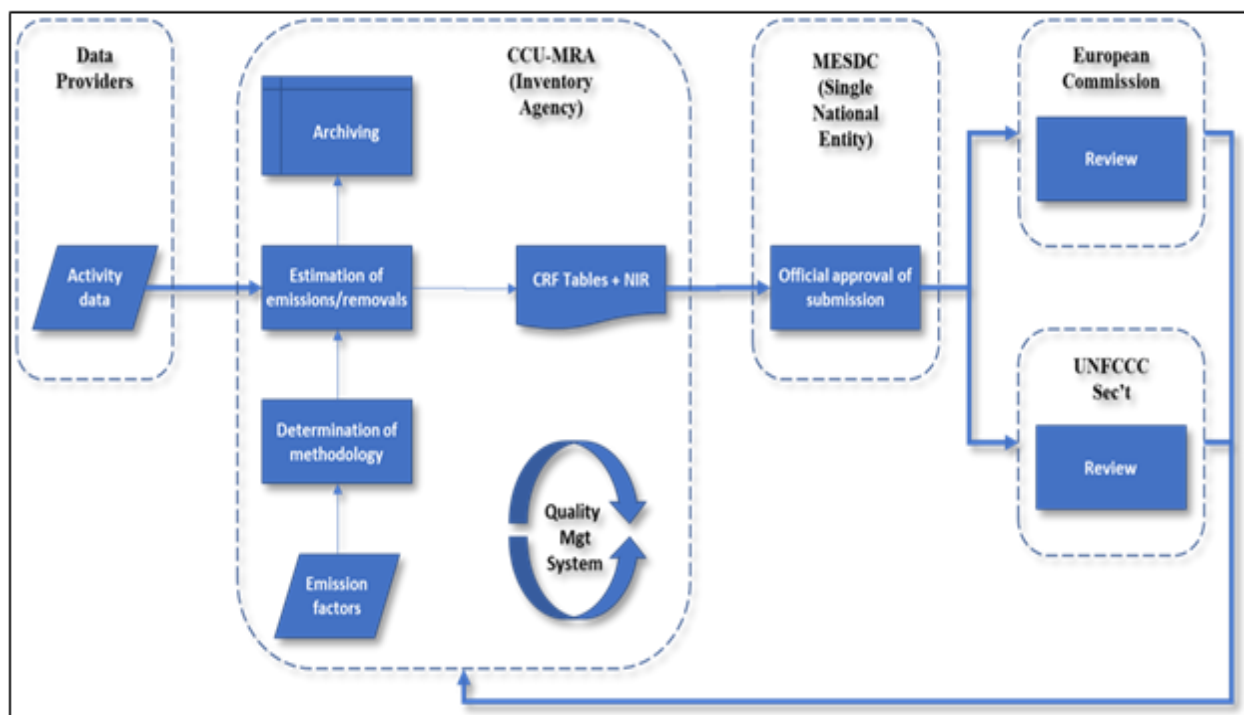 Data
Providers
Activity
data
CCU-MRA
(Inventory
Agency)
Archiving
Estimation of
emissions/removals
CRF Tables + NIR
Determination of
methodology
Emission
factors
Quality
Mgt
System
MESDC
(Single
National
Entity)
Official approval of
submission
European
Commission
Review
UNFCCC
Sec't
Review